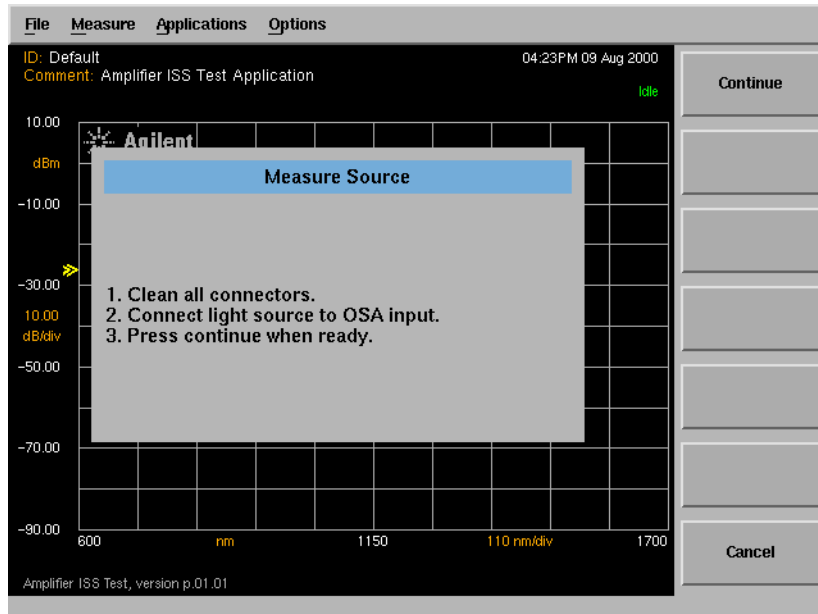 File Measure Applications Options
ID: Default
04:23PM 09 Aug 2000
Comment: Amplifier ISS Test Application
Idle
Continue
10.00
Agilent
dBm
Measure Source
-10.00
1. Clean all connectors.
2. Connect light source to OSA input.
3. Press continue when ready.
-30.00
10.00
dB/div
-50.00
-70.00
-90.00
600 nm 1150 110 nm/div 1700
Cancel
Amplifier ISS Test, version p.01.01